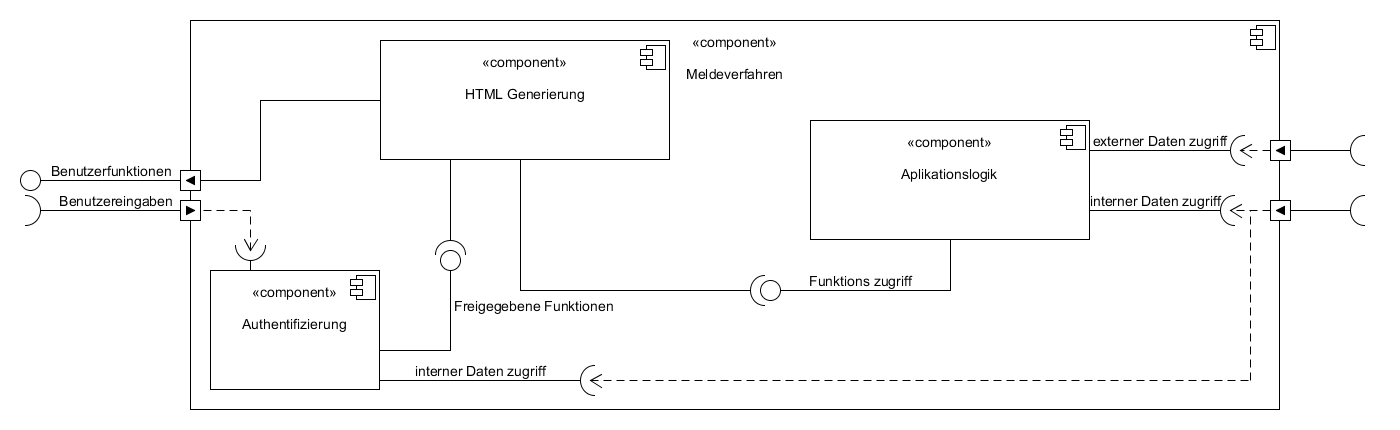 «component»
Meldeverfahren
«component»
HTML Generierung
«component»
Aplikationslogik
externer Daten zugriff
interner Daten zugriff
Benutzerfunktionen
Benutzereingaben
«component»
Authentifizierung
Freigegebene Funktionen
Funktions zugriff
interner Daten zugriff